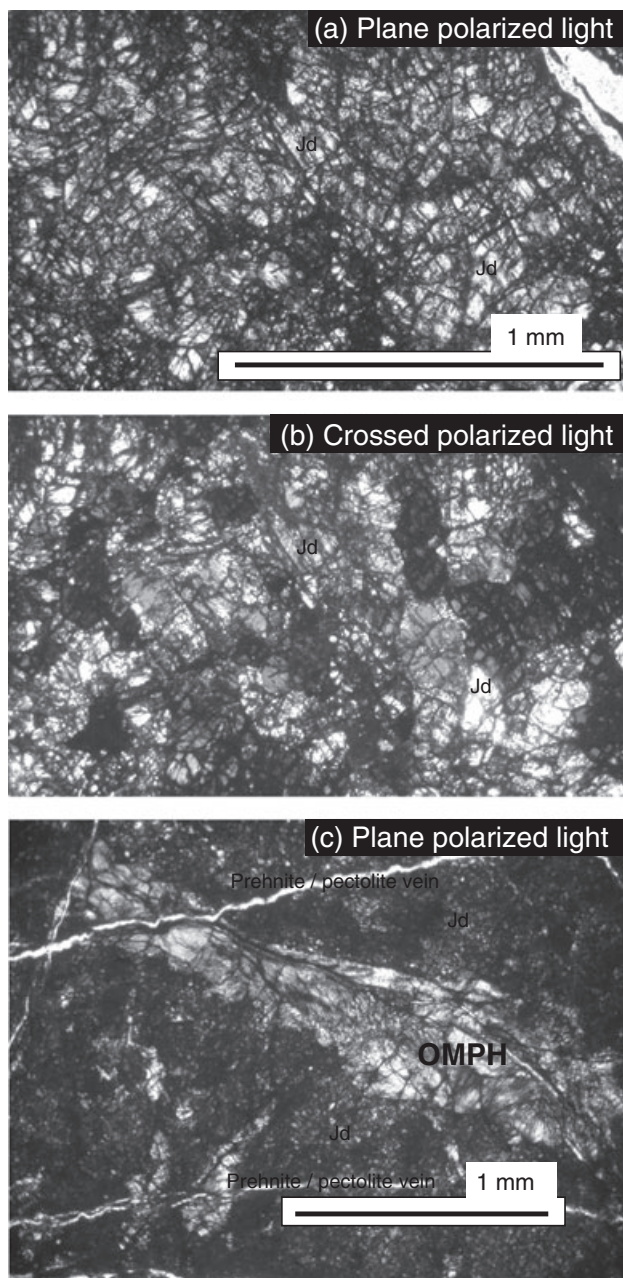 (a) Plane polarized light
Jd
Jd
1 mm
(b) Crossed polarized light
Jd
Jd
(c) Plane polarized light
Prehnite / pectolite vein
Jd
OMPH
Jd
Prehnite / pectolite vein
1 mm